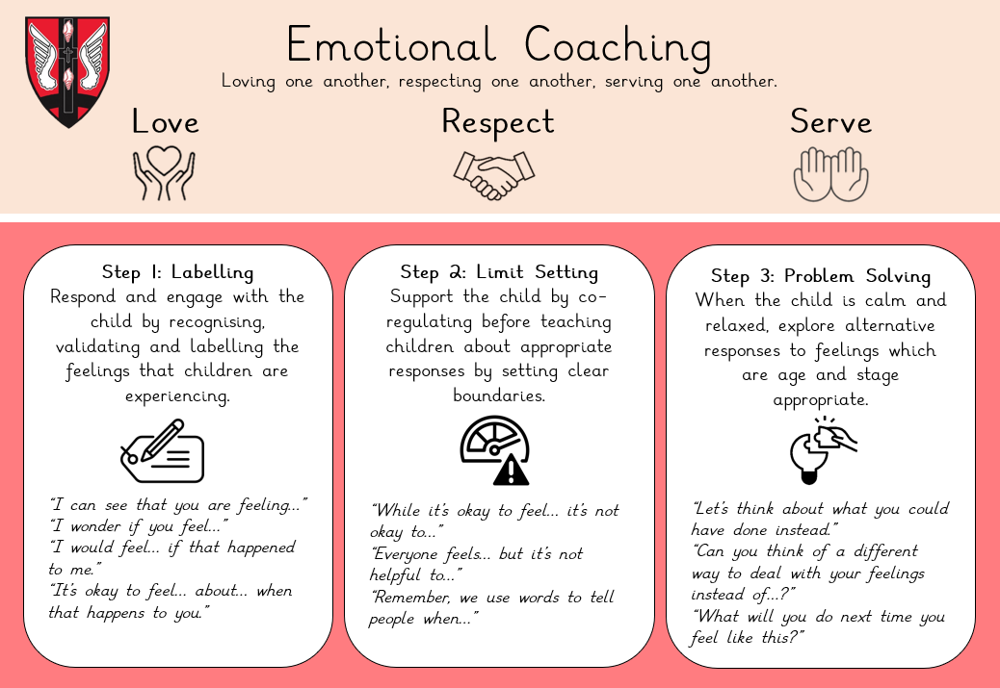 Emotional Coaching
Loving one another, respecting one another, serving one another.
Love
Respect
Serve
Step 1: Labelling
Respond and engage with the
child by recognising,
validating and labelling the
feelings that children are
experiencing.
“I can see that you are feeling...”
“I wonder if you feel...”
“I would feel... if that happened
to me.”
“It’s okay to feel... about... when
that happens to you.”
Step 2: Limit Setting
Support the child by co-
regulating before teaching
children about appropriate
responses by setting clear
boundaries.
“While it’s okay to feel... it’s not
okay to...”
“Everyone feels... but it’s not
helpful to...”
“Remember, we use words to tell
people when...”
Step 3: Problem Solving
When the child is calm and
relaxed, explore alternative
responses to feelings which
are age and stage
appropriate.
“Let’s think about what you could
have done instead.”
“Can you think of a different
way to deal with your feelings
instead of...?”
“What will you do next time you
feel like this?”